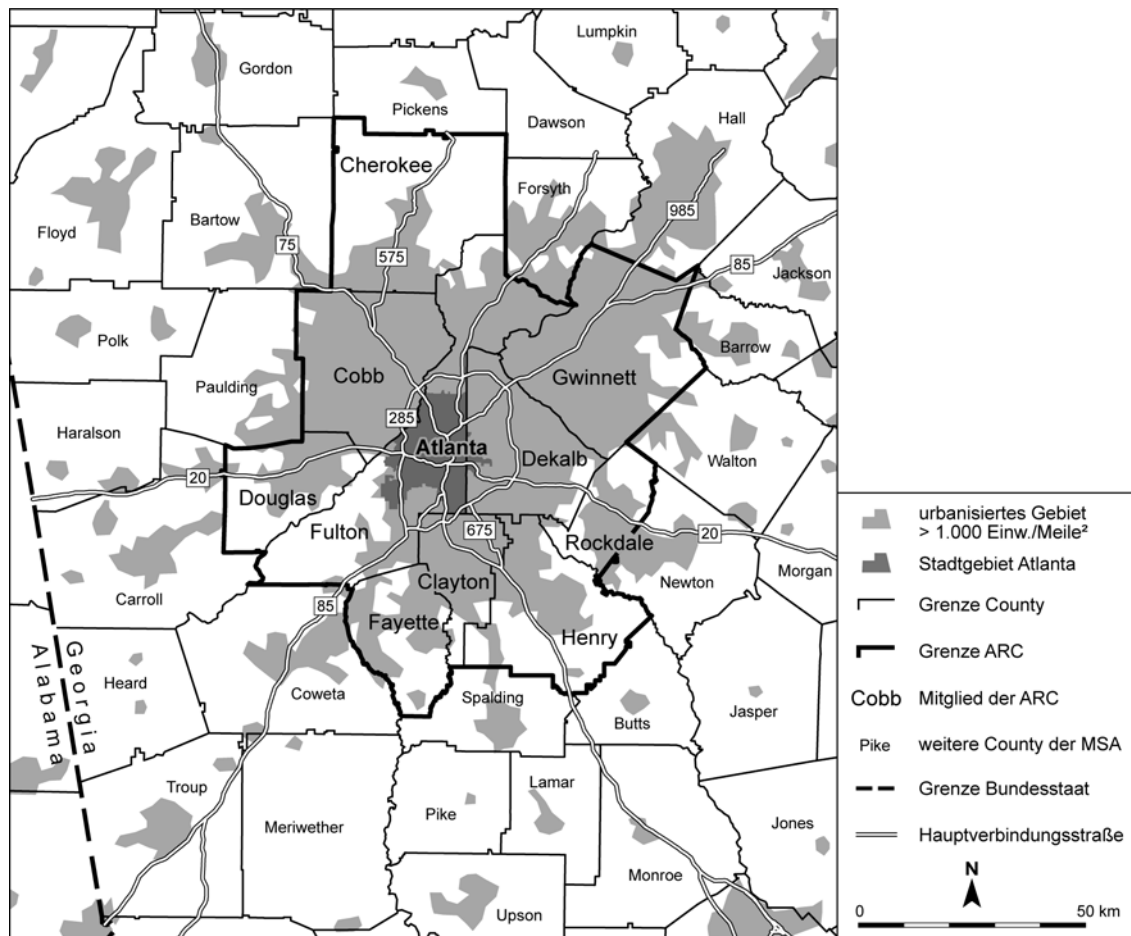 Lumpkin
Gordon
Pickens
Dawson
Hall
Cherokee
Forsyth
Floyd
Bartow
985
75
575
85
Jackson
Polk
Barrow
Cobb
Gwinnett
Paulding
285
Haralson
Atlanta
Dekalb
Walton
20
Douglas
Fulton
675
20
Rockdale
Clayton
Newton
Morgan
Carroll
85
Fayette
Henry
Georgia
Alabama
Heard
Coweta
Spalding
Butts
Jasper
Troup
Lamar
Pike
Meriwether
Jones
Monroe
Upson
urbanisiertes Gebiet
> 1.000 Einw./Meile²
Stadtgebiet Atlanta
Grenze County
Grenze ARC
Cobb Mitglied der ARC
Pike weitere County der MSA
Grenze Bundesstaat
Hauptverbindungsstraße
N
0 50 km